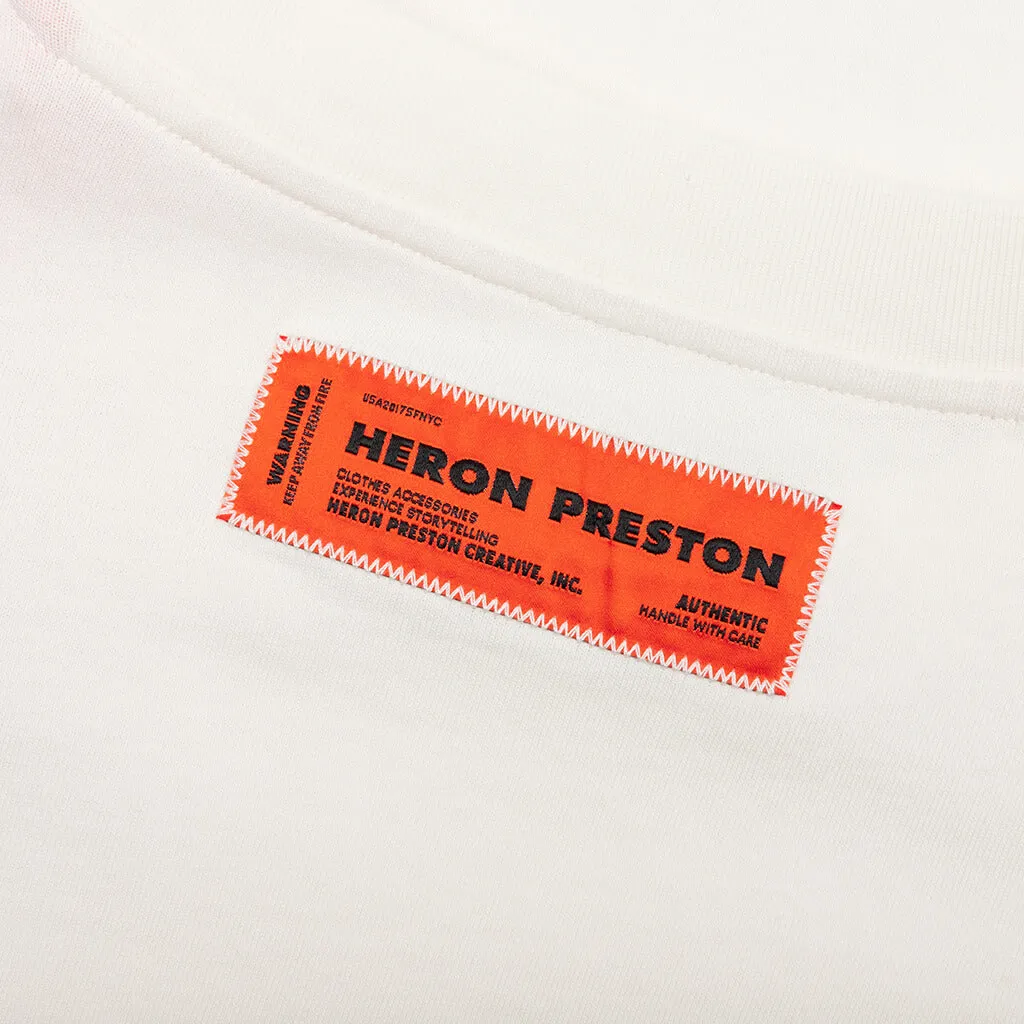 WARNING
KEEP AWAY FROM FIRE
USA2017SFNYC
HERON PRESTON
CLOTHES ACCESSORIES
EXPERIENCE STORYTELLING
HERON PRESTON CREATIVE, INC.
AUTHENTIC
HANDLE WITH CARE